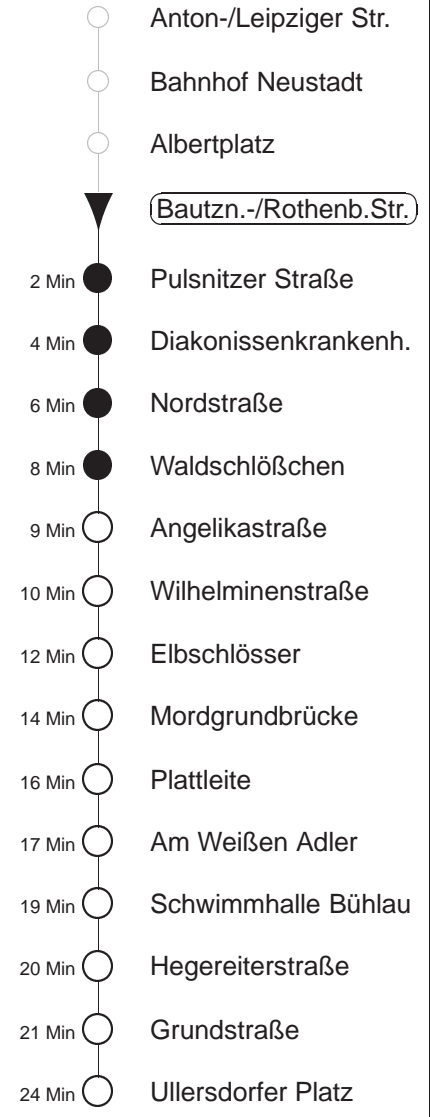 Anton-/Leipziger Str.
Bahnhof Neustadt
Albertplatz
Bautzn.-/Rothenb.Str.
2 Min Pulsnitzer Straße
4 Min Diakonissenkrankenh.
6 Min Nordstraße
8 Min Waldschlößchen
9 Min Angelikastraße
10 Min Wilhelminenstraße
12 Min Elbschlösser
14 Min Mordgrundbrücke
16 Min Plattleite
17 Min Am Weißen Adler
19 Min Schwimmhalle Bühlau
20 Min Hegereiterstraße
21 Min Grundstraße
24 Min Ullersdorfer Platz